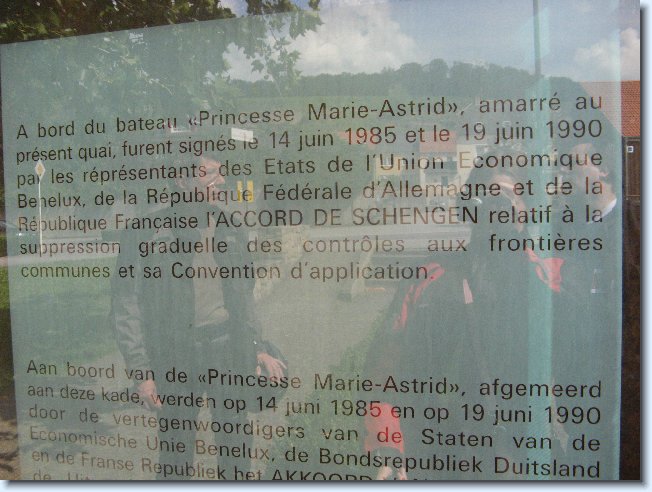 A bord du bateau «Princesse Marie-Astrid», amarré au
présent quai, furent signés le 14 juin 1985 et le 19 juin 1990
par les réprésentants des Etats de l'Union Economique
Benelux, de la République Fédérale d'Allemagne et de la
République Française l'ACCORD DE SCHENGEN relatif à la
suppression graduelle des contrôles aux frontières
communes et sa Convention d'application.
Aan boord van de «Princesse Marie-Astrid», afgemeerd
aan deze kade, werden op 14 juni 1985 en op 19 juni 1990
door de vertegenwoordigers van de Staten van de
Economische Unie Benelux, de Bondsrepubliek Duitsland
en de Franse Republiek het AKKOORD